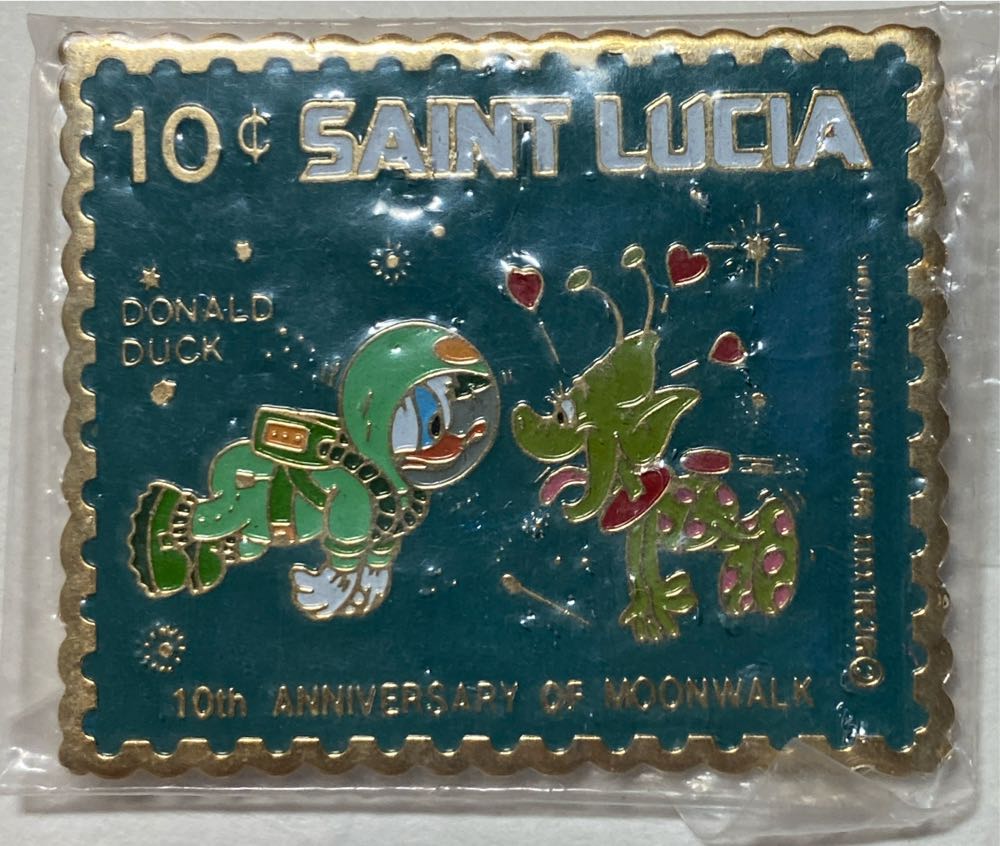 10¢ SAINT LUCIA
DONALD
DUCK
10th ANNIVERSARY OF MOONWALK
© MCMLXXIX Walt Disney Productions